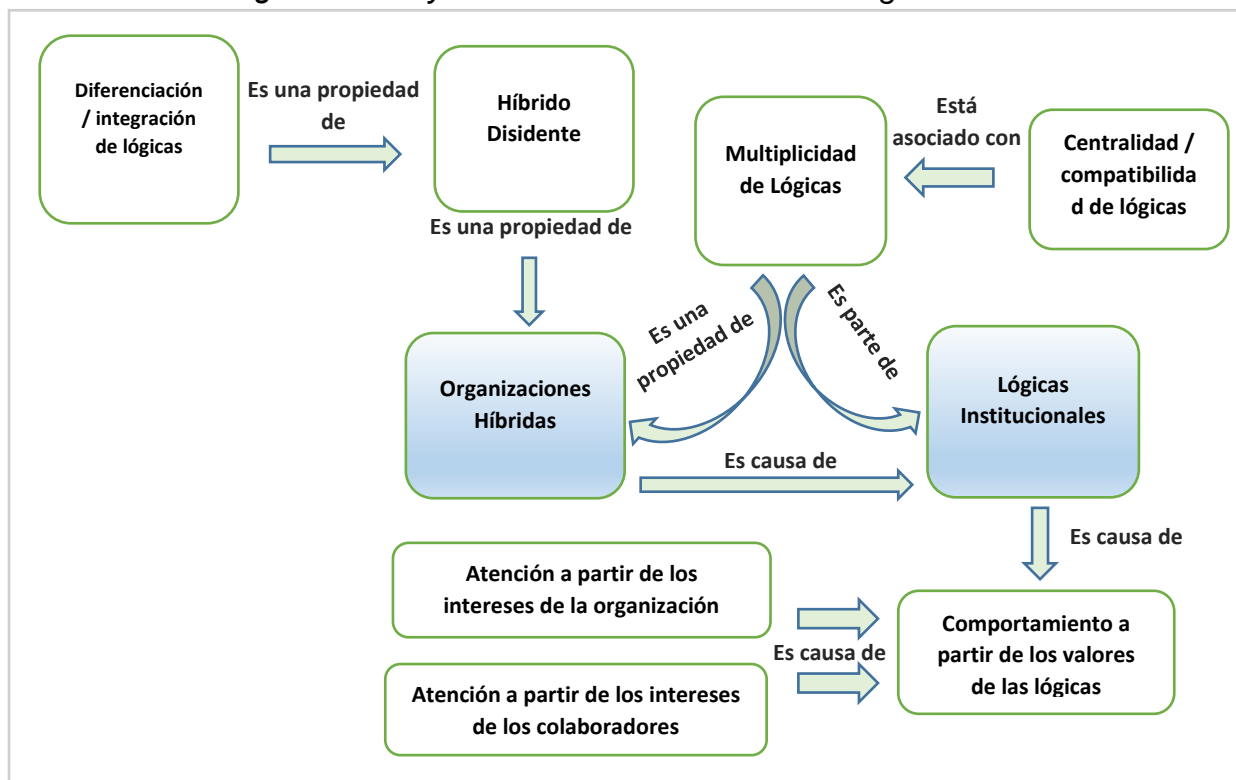 Diferenciación
/ integración
de lógicas
Es una propiedad
de
Híbrido
Disidente
Multiplicidad
de Lógicas
Está
asociado con
Centralidad /
compatibilida
d de lógicas
Es una propiedad de
Es una
propiedad de
Es parte de
Organizaciones
Híbridas
Lógicas
Institucionales
Es causa de
Es causa de
Atención a partir de los
intereses de la organización
Es causa de
Atención a partir de los intereses
de los colaboradores
Comportamiento a
partir de los valores
de las lógicas